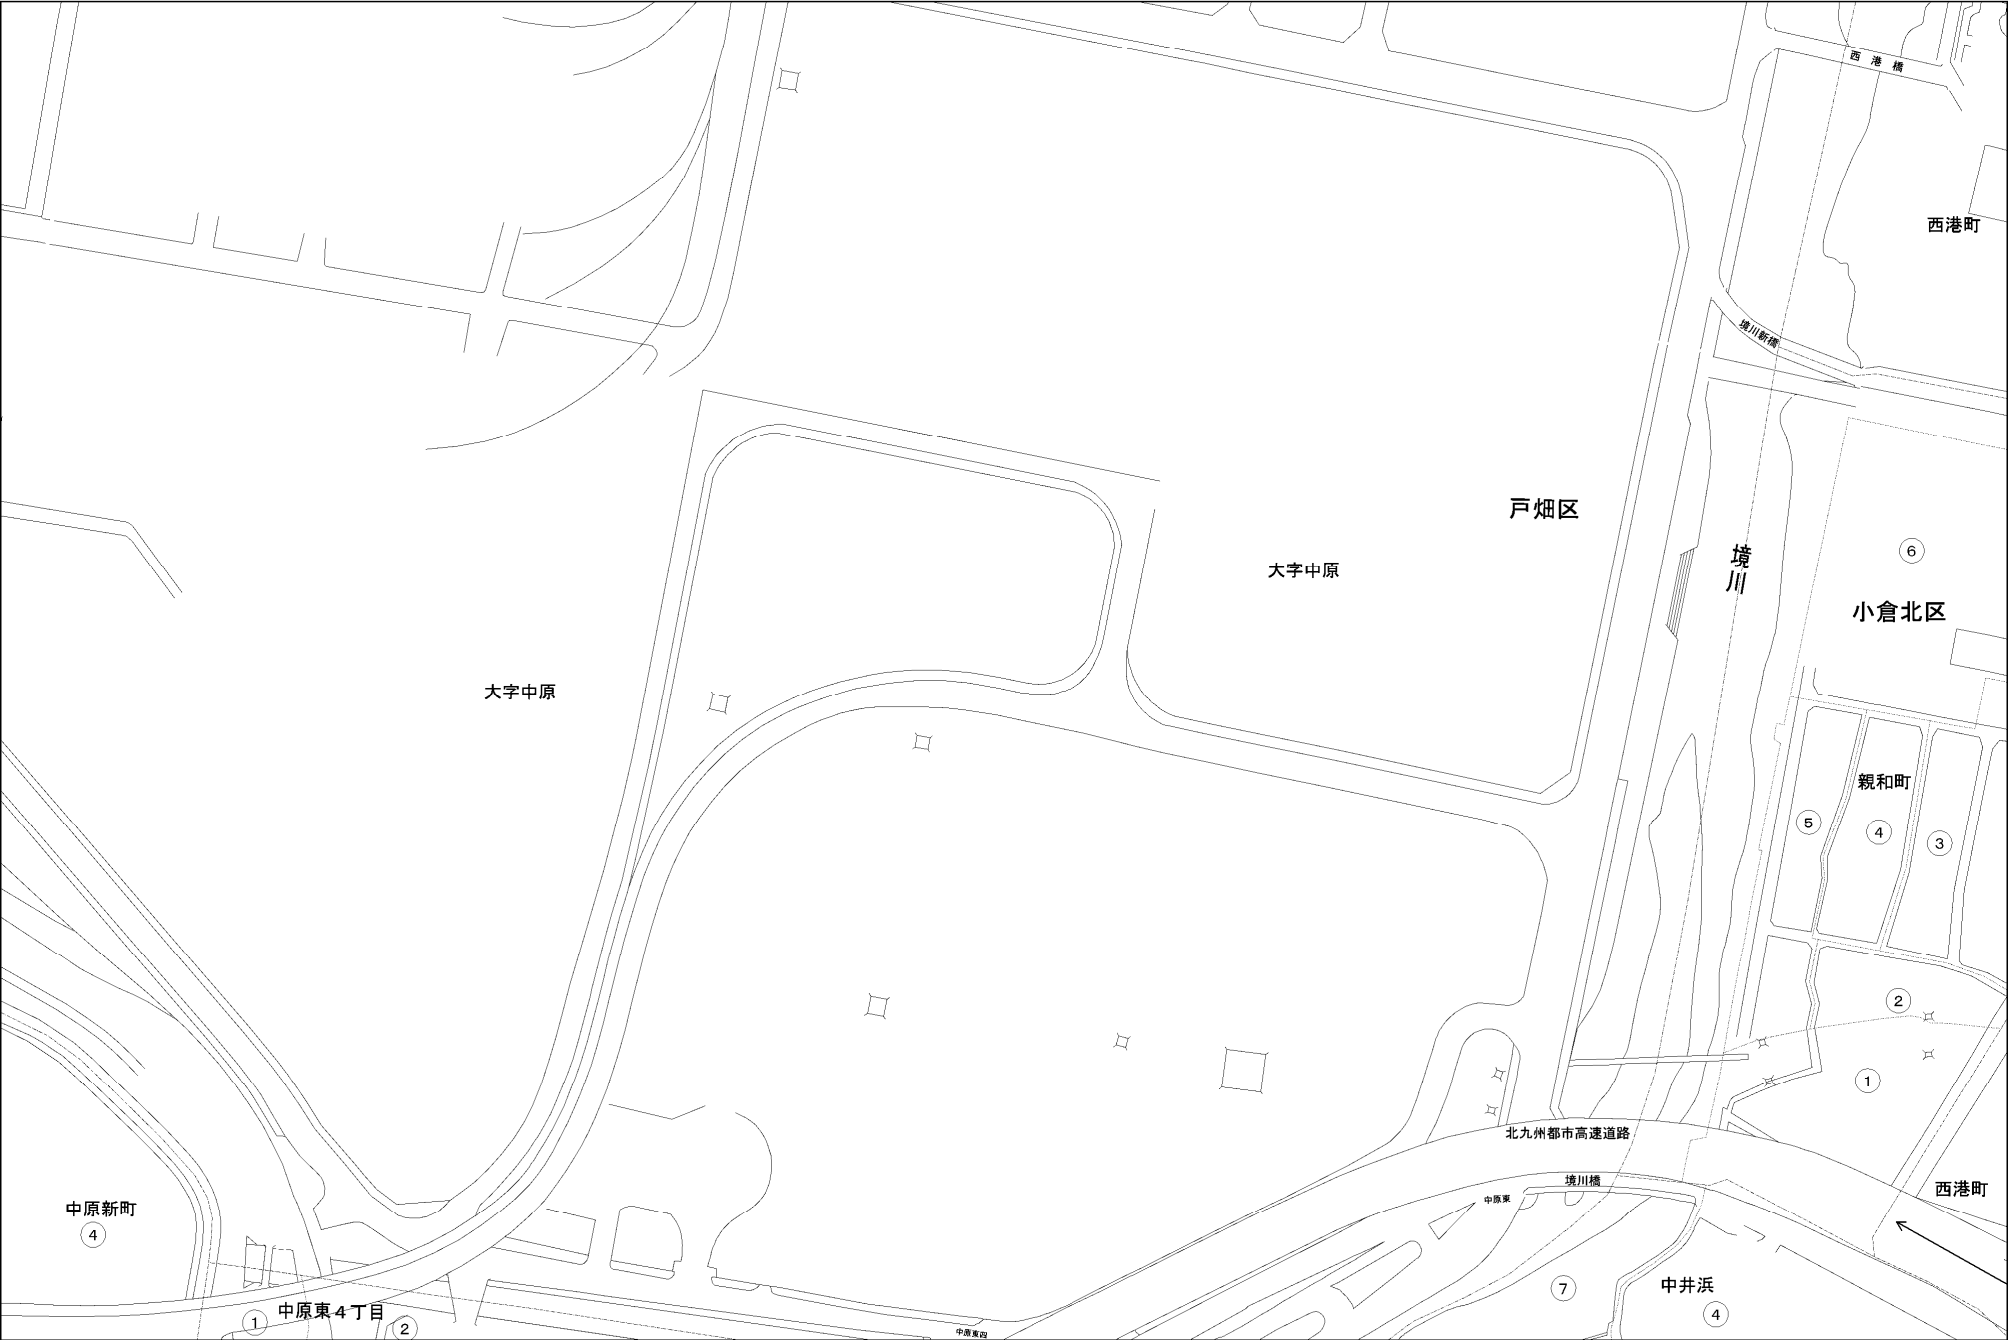 西港橋
西港町
境川新橋
戸畑区
境川
⑥
大字中原
小倉北区
大字中原
親和町
⑤
④
③
②
①
北九州都市高速道路
境川橋
西港町
中原東
中原新町
④
⑦
中井浜
④
中原東4丁目
①
②
中原東四